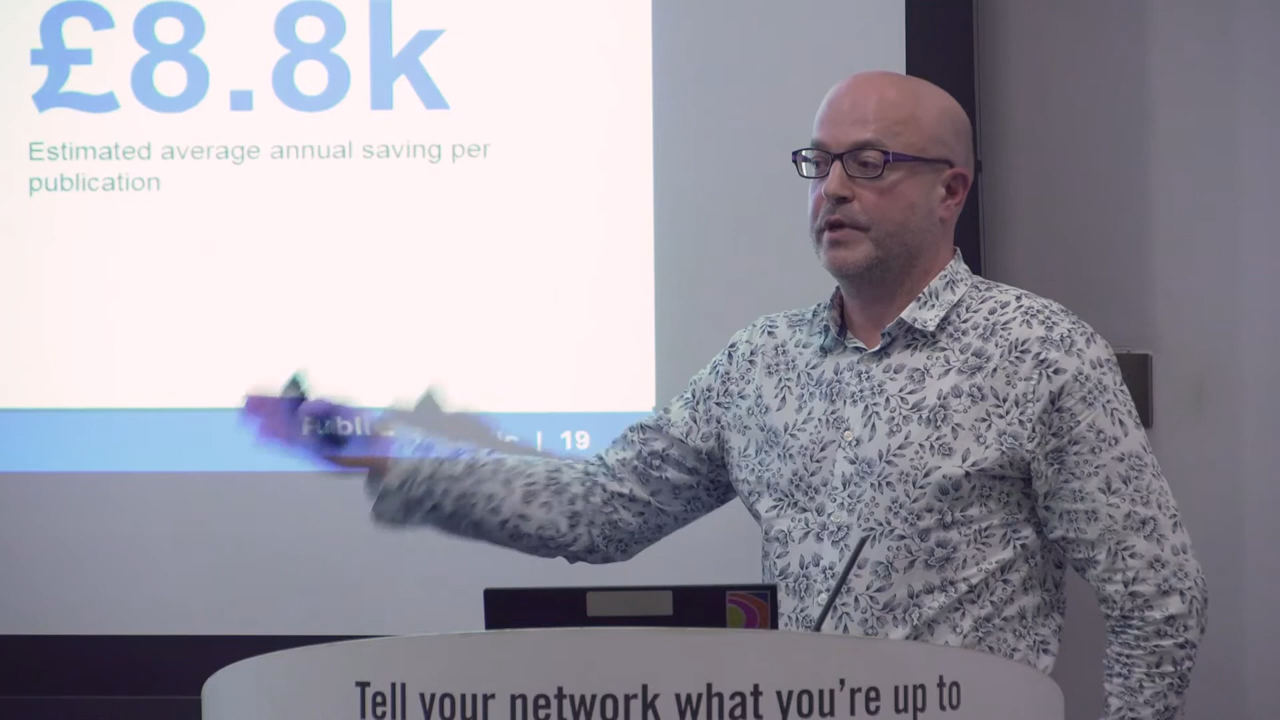 £8.8k
Estimated average annual saving per
publication
| 19
Tell your network what you're up to